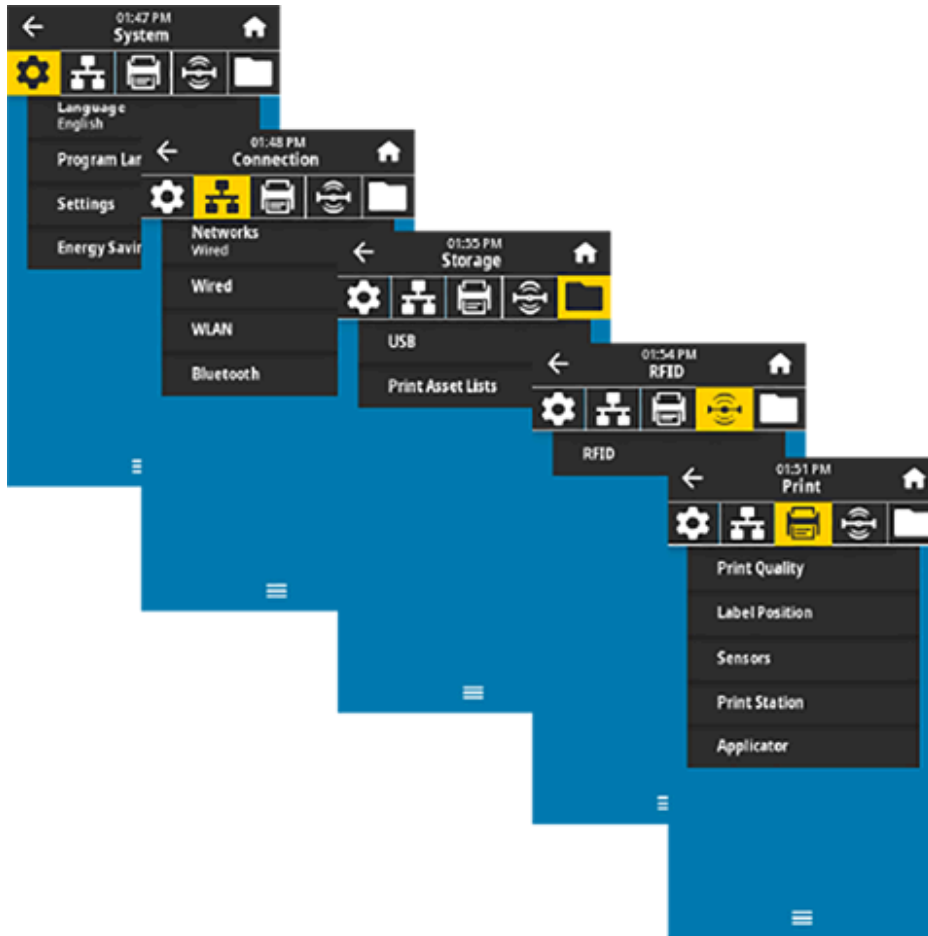 01:47 PM
System
Language
English
Program Lan
Settings
Energy Savin
01:48 PM
Connection
Networks
Wired
Wired
WLAN
Bluetooth
01:55 PM
Storage
USB
Print Asset Lists
01:54 PM
RFID
RFID
01:51 PM
Print
Print Quality
Label Position
Sensors
Print Station
Applicator